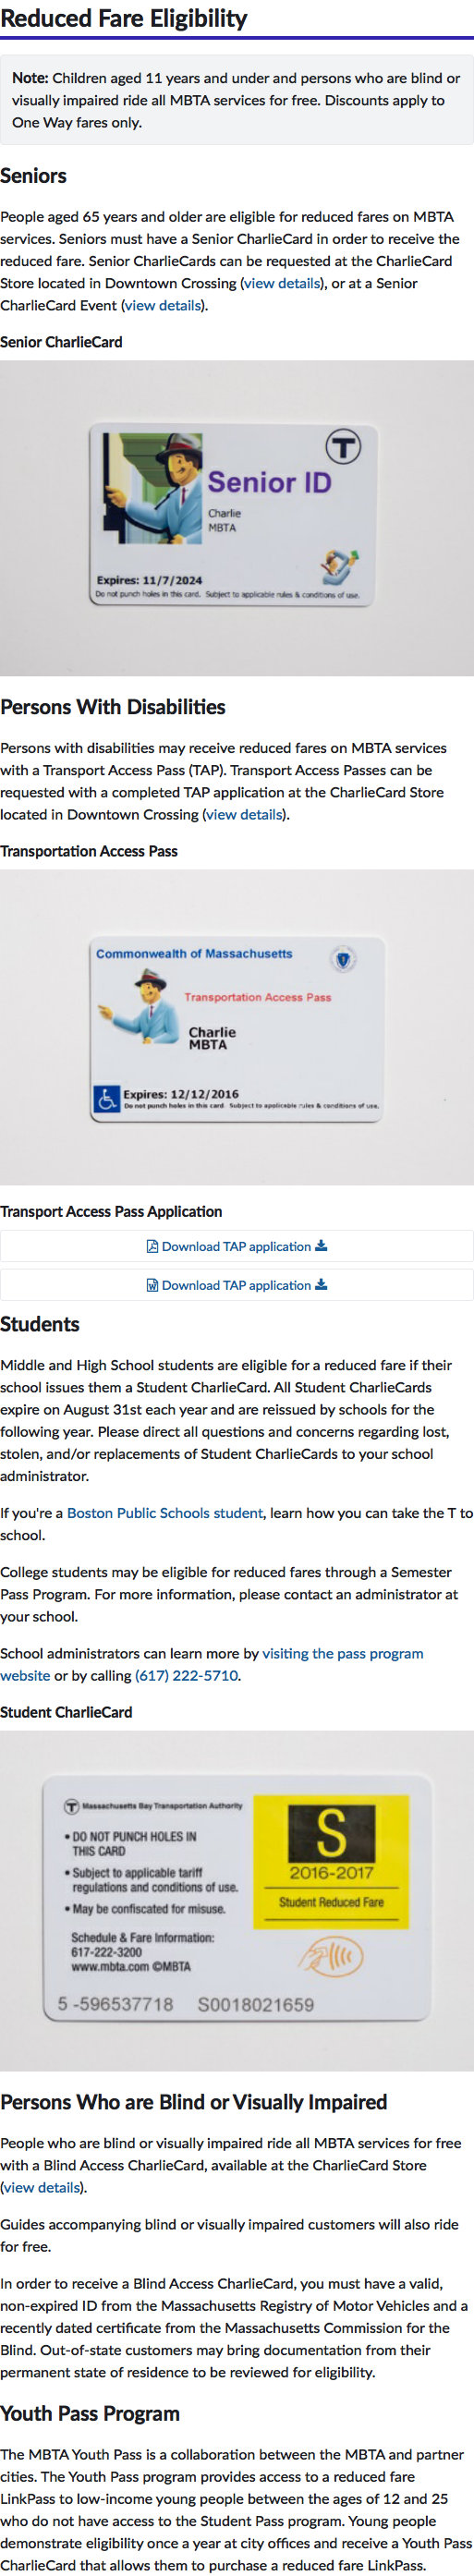 Reduced Fare Eligibility
Note: Children aged 11 years and under and persons who are blind or
visually impaired ride all MBTA services for free. Discounts apply to
One Way fares only.
Seniors
People aged 65 years and older are eligible for reduced fares on MBTA
services. Seniors must have a Senior CharlieCard in order to receive the
reduced fare. Senior CharlieCards can be requested at the CharlieCard
Store located in Downtown Crossing (view details), or at a Senior
CharlieCard Event (view details).
Senior CharlieCard
T
Senior ID
Charlie
MBTA
Expires: 11/7/2024
Do not punch holes in this card. Subject to applicable rules & conditions of use.
Persons With Disabilities
Persons with disabilities may receive reduced fares on MBTA services
with a Transport Access Pass (TAP). Transport Access Passes can be
requested with a completed TAP application at the CharlieCard Store
located in Downtown Crossing (view details).
Transportation Access Pass
Commonwealth of Massachusetts
Transportation Access Pass
Charlie
MBTA
Expires: 12/12/2016
Do not punch holes in this card. Subject to applicable rules & conditions of use.
Transport Access Pass Application
Download TAP application
Download TAP application
Students
Middle and High School students are eligible for a reduced fare if their
school issues them a Student CharlieCard. All Student CharlieCards
expire on August 31st each year and are reissued by schools for the
following year. Please direct all questions and concerns regarding lost,
stolen, and/or replacements of Student CharlieCards to your school
administrator.
If you're a Boston Public Schools student, learn how you can take the T to
school.
College students may be eligible for reduced fares through a Semester
Pass Program. For more information, please contact an administrator at
your school.
School administrators can learn more by visiting the pass program
website or by calling (617) 222-5710.
Student CharlieCard
T Massachusetts Bay Transportation Authority
• DO NOT PUNCH HOLES IN
THIS CARD
• Subject to applicable tariff
regulations and conditions of use.
• May be confiscated for misuse.
Schedule & Fare Information:
617-222-3200
www.mbta.com ©MBTA
5 -596537718 S0018021659
S
2016-2017
Student Reduced Fare
Persons Who are Blind or Visually Impaired
People who are blind or visually impaired ride all MBTA services for free
with a Blind Access CharlieCard, available at the CharlieCard Store
(view details).
Guides accompanying blind or visually impaired customers will also ride
for free.
In order to receive a Blind Access CharlieCard, you must have a valid,
non-expired ID from the Massachusetts Registry of Motor Vehicles and a
recently dated certificate from the Massachusetts Commission for the
Blind. Out-of-state customers may bring documentation from their
permanent state of residence to be reviewed for eligibility.
Youth Pass Program
The MBTA Youth Pass is a collaboration between the MBTA and partner
cities. The Youth Pass program provides access to a reduced fare
LinkPass to low-income young people between the ages of 12 and 25
who do not have access to the Student Pass program. Young people
demonstrate eligibility once a year at city offices and receive a Youth Pass
CharlieCard that allows them to purchase a reduced fare LinkPass.